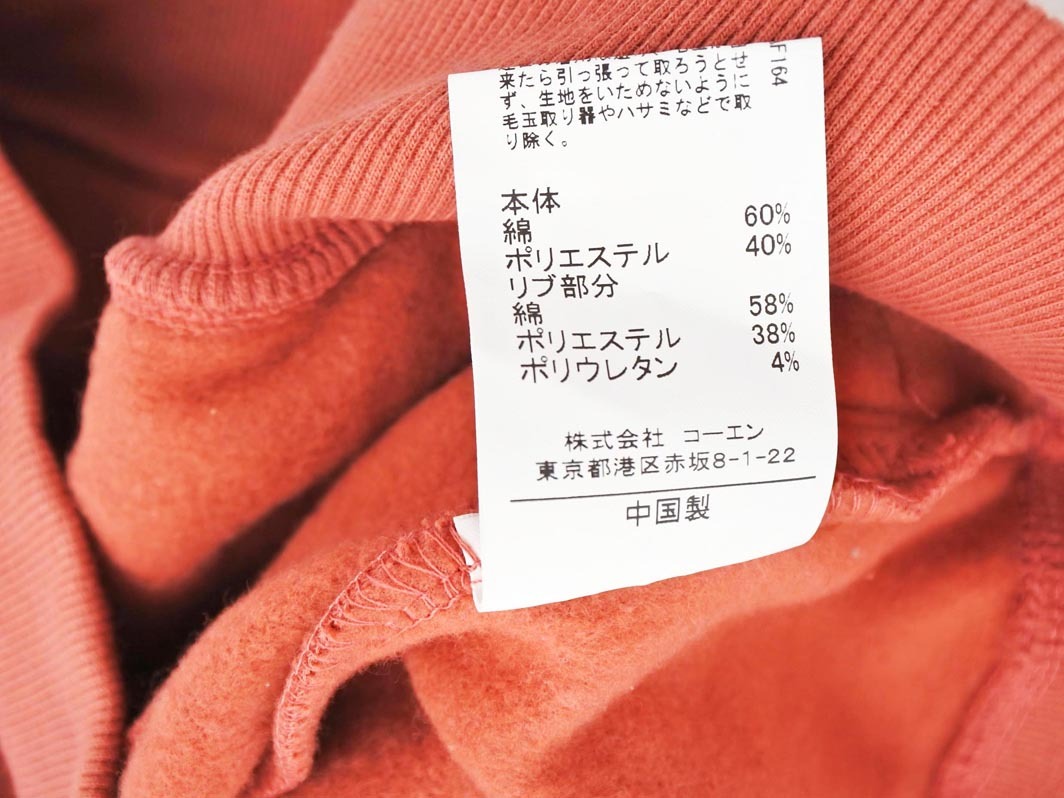 来たら引っ張って取ろうとせ
ず、生地をいためないように
毛玉取り器やハサミなどで取
り除く。
F164
本体
綿 60%
ポリエステル 40%
リブ部分
綿 58%
ポリエステル 38%
ポリウレタン 4%
株式会社 コーエン
東京都港区赤坂8-1-22
中国製